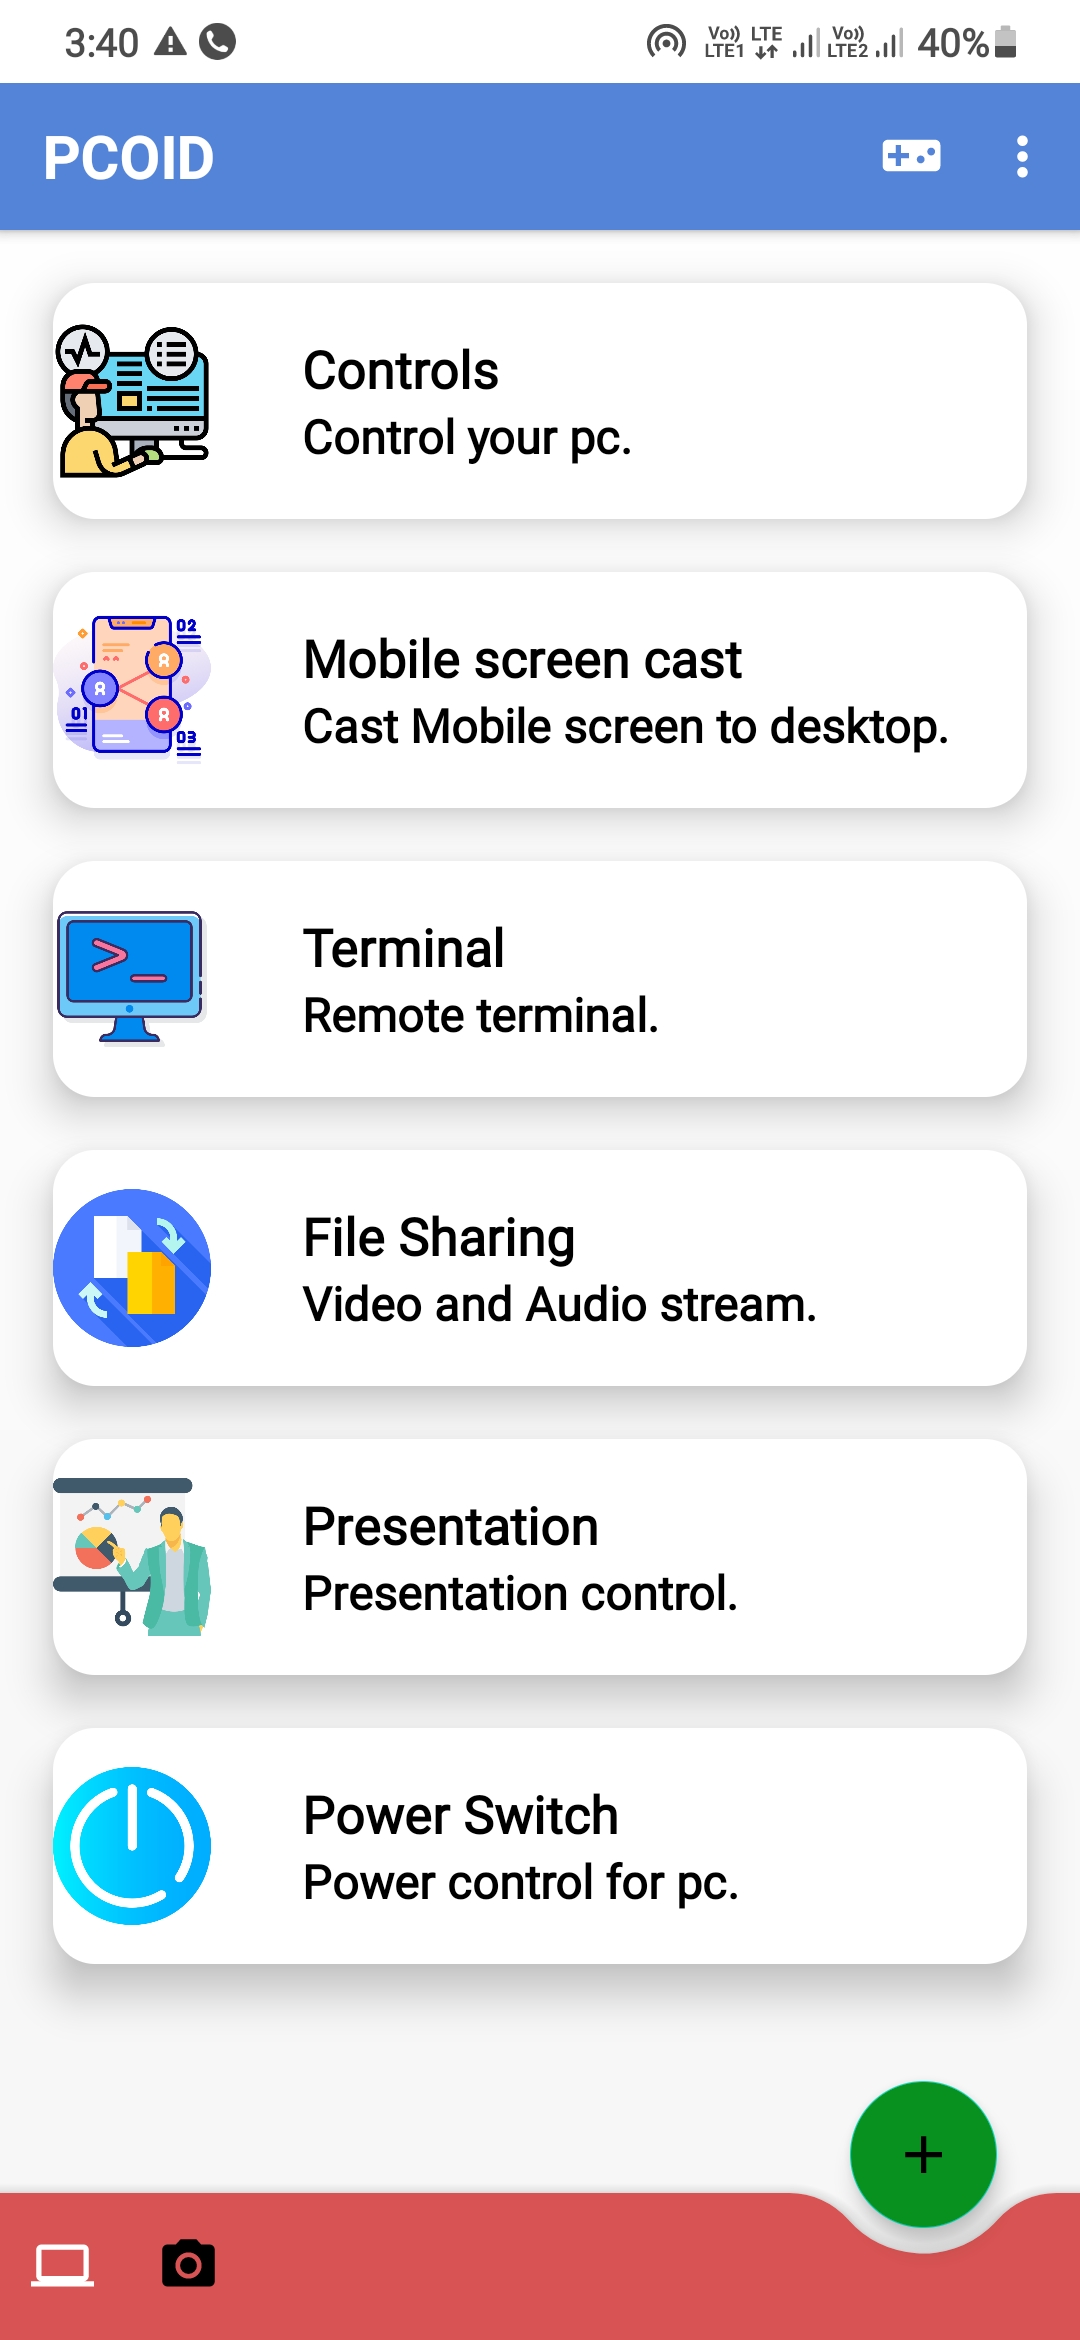 3:40
Vo)) LTE
LTE1
Vo))
LTE2
40%
PCOID
Controls
Control your pc.
02
01
03
Mobile screen cast
Cast Mobile screen to desktop.
>_
Terminal
Remote terminal.
File Sharing
Video and Audio stream.
Presentation
Presentation control.
Power Switch
Power control for pc.